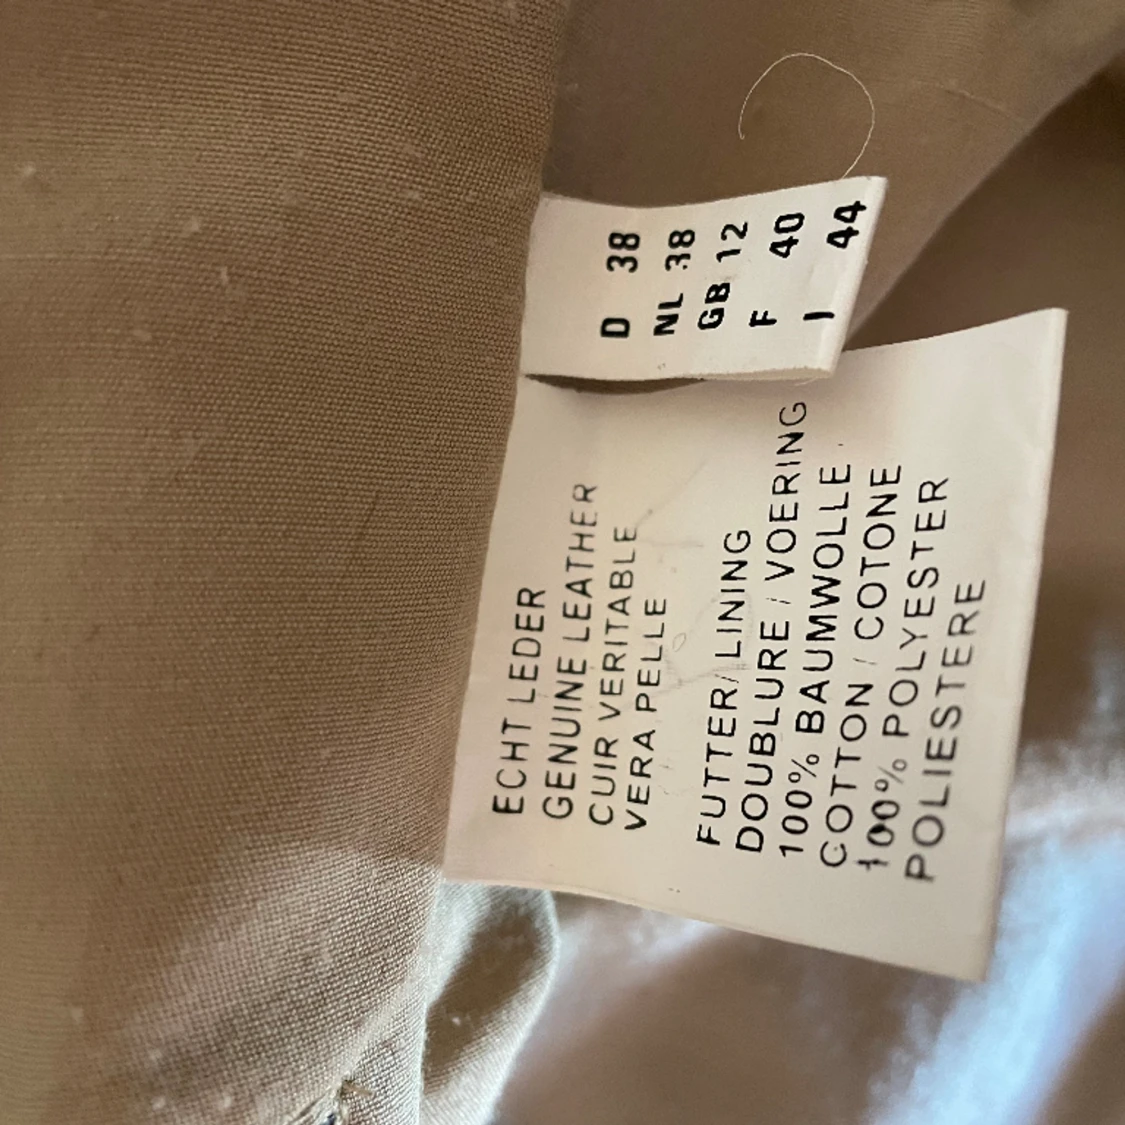 D 38
NL 38
GB 12
F 40
I 44
ECHT LEDER
GENUINE LEATHER
CUIR VERITABLE
VERA PELLE
FUTTER/ LINING
DOUBLURE / VOERING
100% BAUMWOLLE
COTTON / COTONE
100% POLYESTER
POLIESTERE